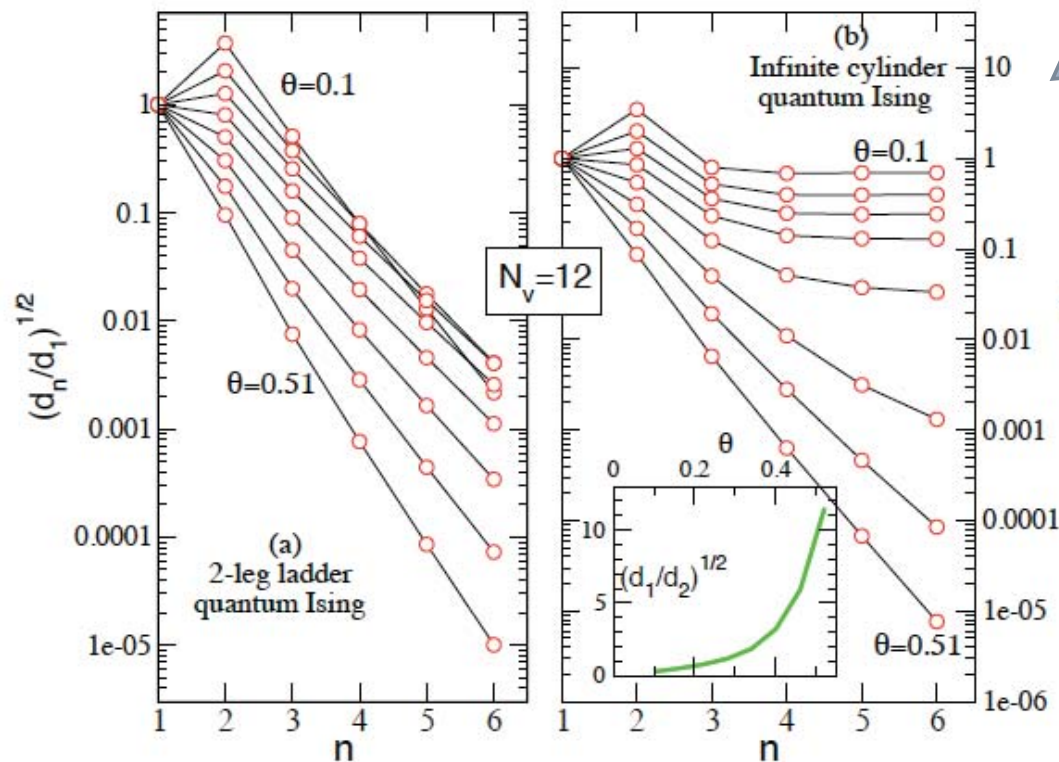 (d_n/d_1)^{1/2}
1
0.1
0.01
0.001
0.0001
1e-05
θ=0.1
θ=0.51
(a)
2-leg ladder
quantum Ising
1 2 3 4 5 6
n
N_v=12
(b)
Infinite cylinder
quantum Ising
θ=0.1
θ
0 0.2 0.4
10
5
0
(d_1/d_2)^{1/2}
θ=0.51
10
1
0.1
0.01
0.001
0.0001
1e-05
1e-06
1 2 3 4 5 6
n